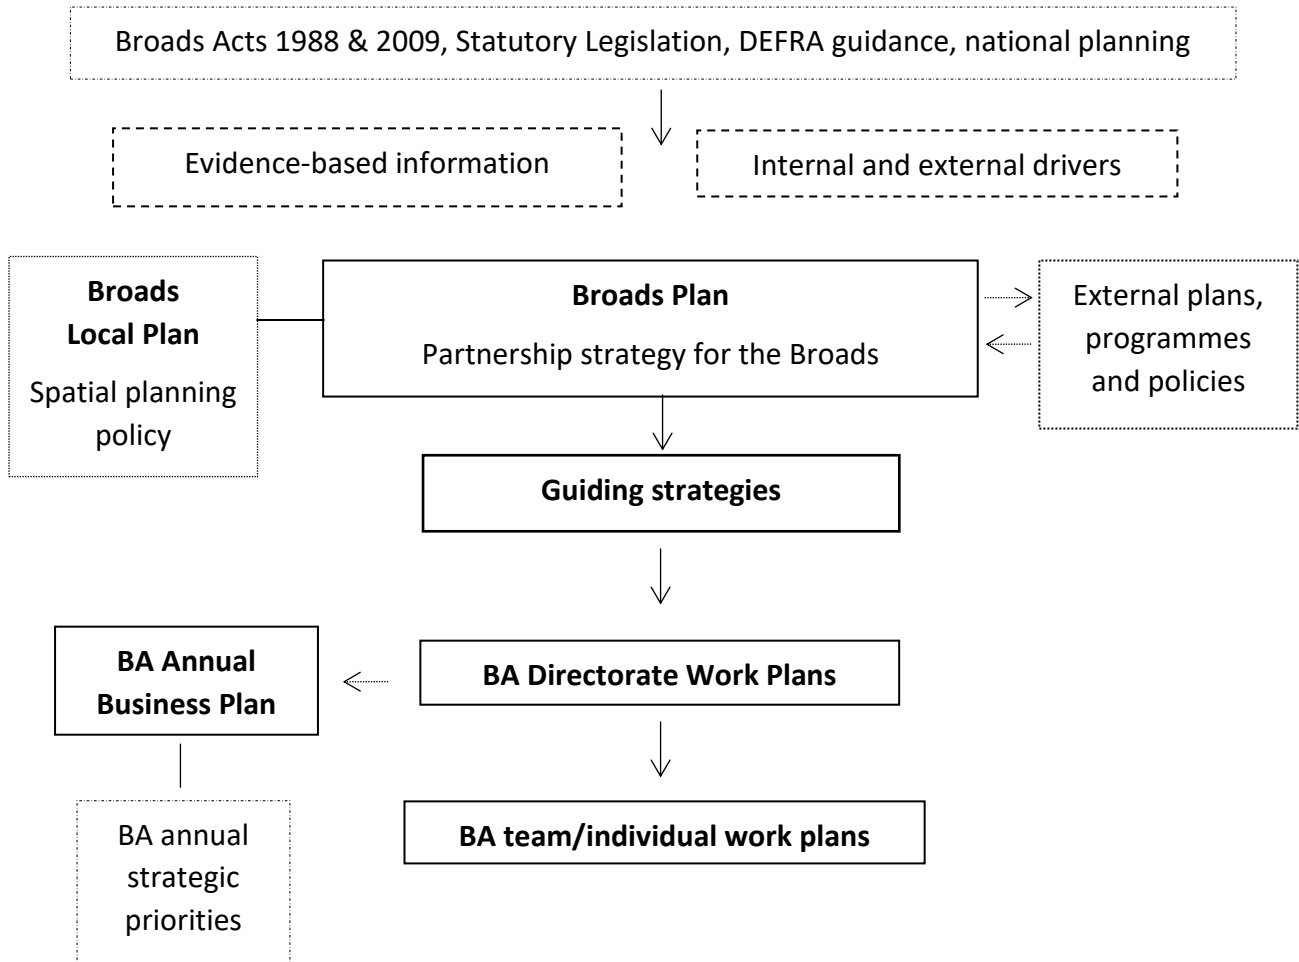 Broads Acts 1988 & 2009, Statutory Legislation, DEFRA guidance, national planning
Evidence-based information
Internal and external drivers
Broads
Local Plan
Spatial planning
policy
Broads Plan
Partnership strategy for the Broads
External plans,
programmes
and policies
Guiding strategies
BA Annual
Business Plan
BA Directorate Work Plans
BA annual
strategic
priorities
BA team/individual work plans